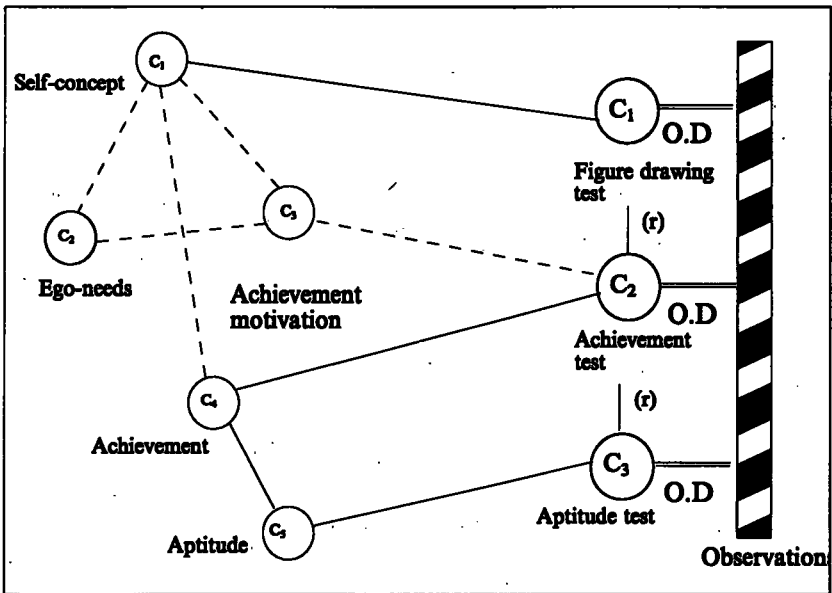 C₁
Self-concept
C₁
O.D
Figure drawing
test
C₃
C₂
(r)
Ego-needs
Achievement
motivation
C₂
O.D
Achievement
test
C₄
(r)
Achievement
C₃
O.D
C₅
Aptitude
Aptitude test
Observation